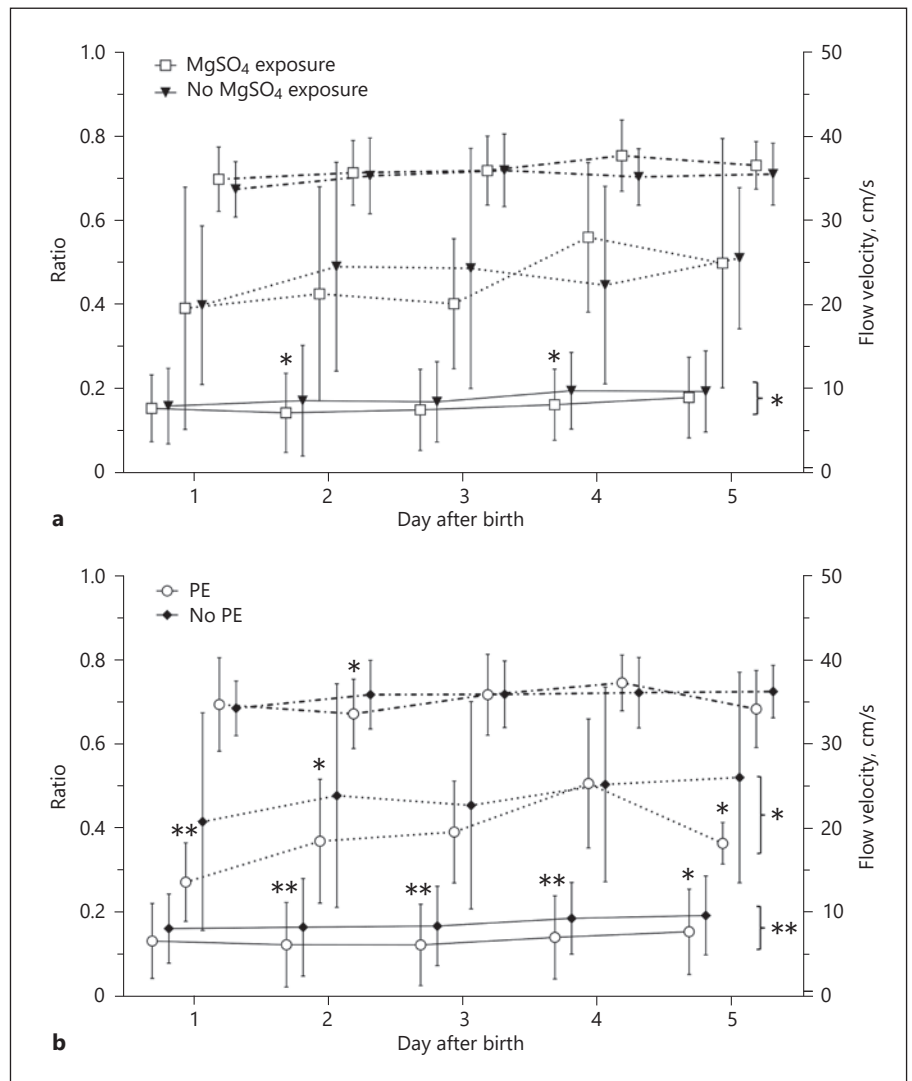 1.0
0.8
0.6
0.4
0.2
0
Ratio
MgSO₄ exposure
No MgSO₄ exposure
*
*
*
50
40
30
20
10
0
Flow velocity, cm/s
1 2 3 4 5
a
Day after birth
1.0
0.8
0.6
0.4
0.2
0
Ratio
PE
No PE
*
*
**
*
*
**
**
**
*
**
50
40
30
20
10
0
Flow velocity, cm/s
1 2 3 4 5
b
Day after birth